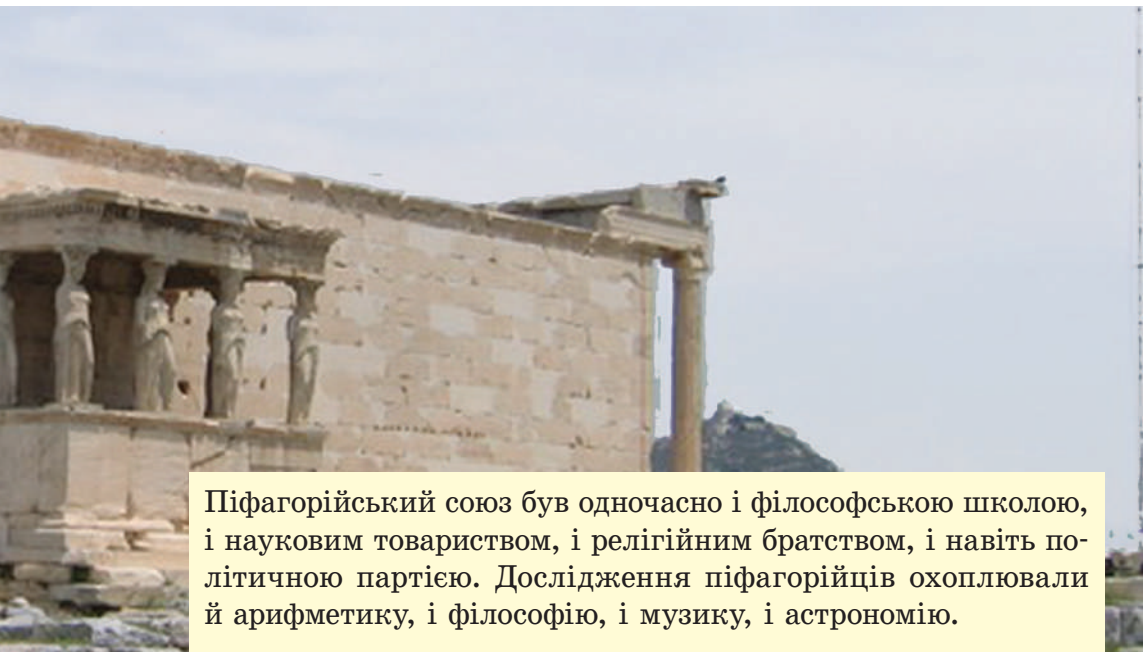 Піфагорійський союз був одночасно і філософською школою,
і науковим товариством, і релігійним братством, і навіть по-
літичною партією. Дослідження піфагорійців охоплювали
й арифметику, і філософію, і музику, і астрономію.